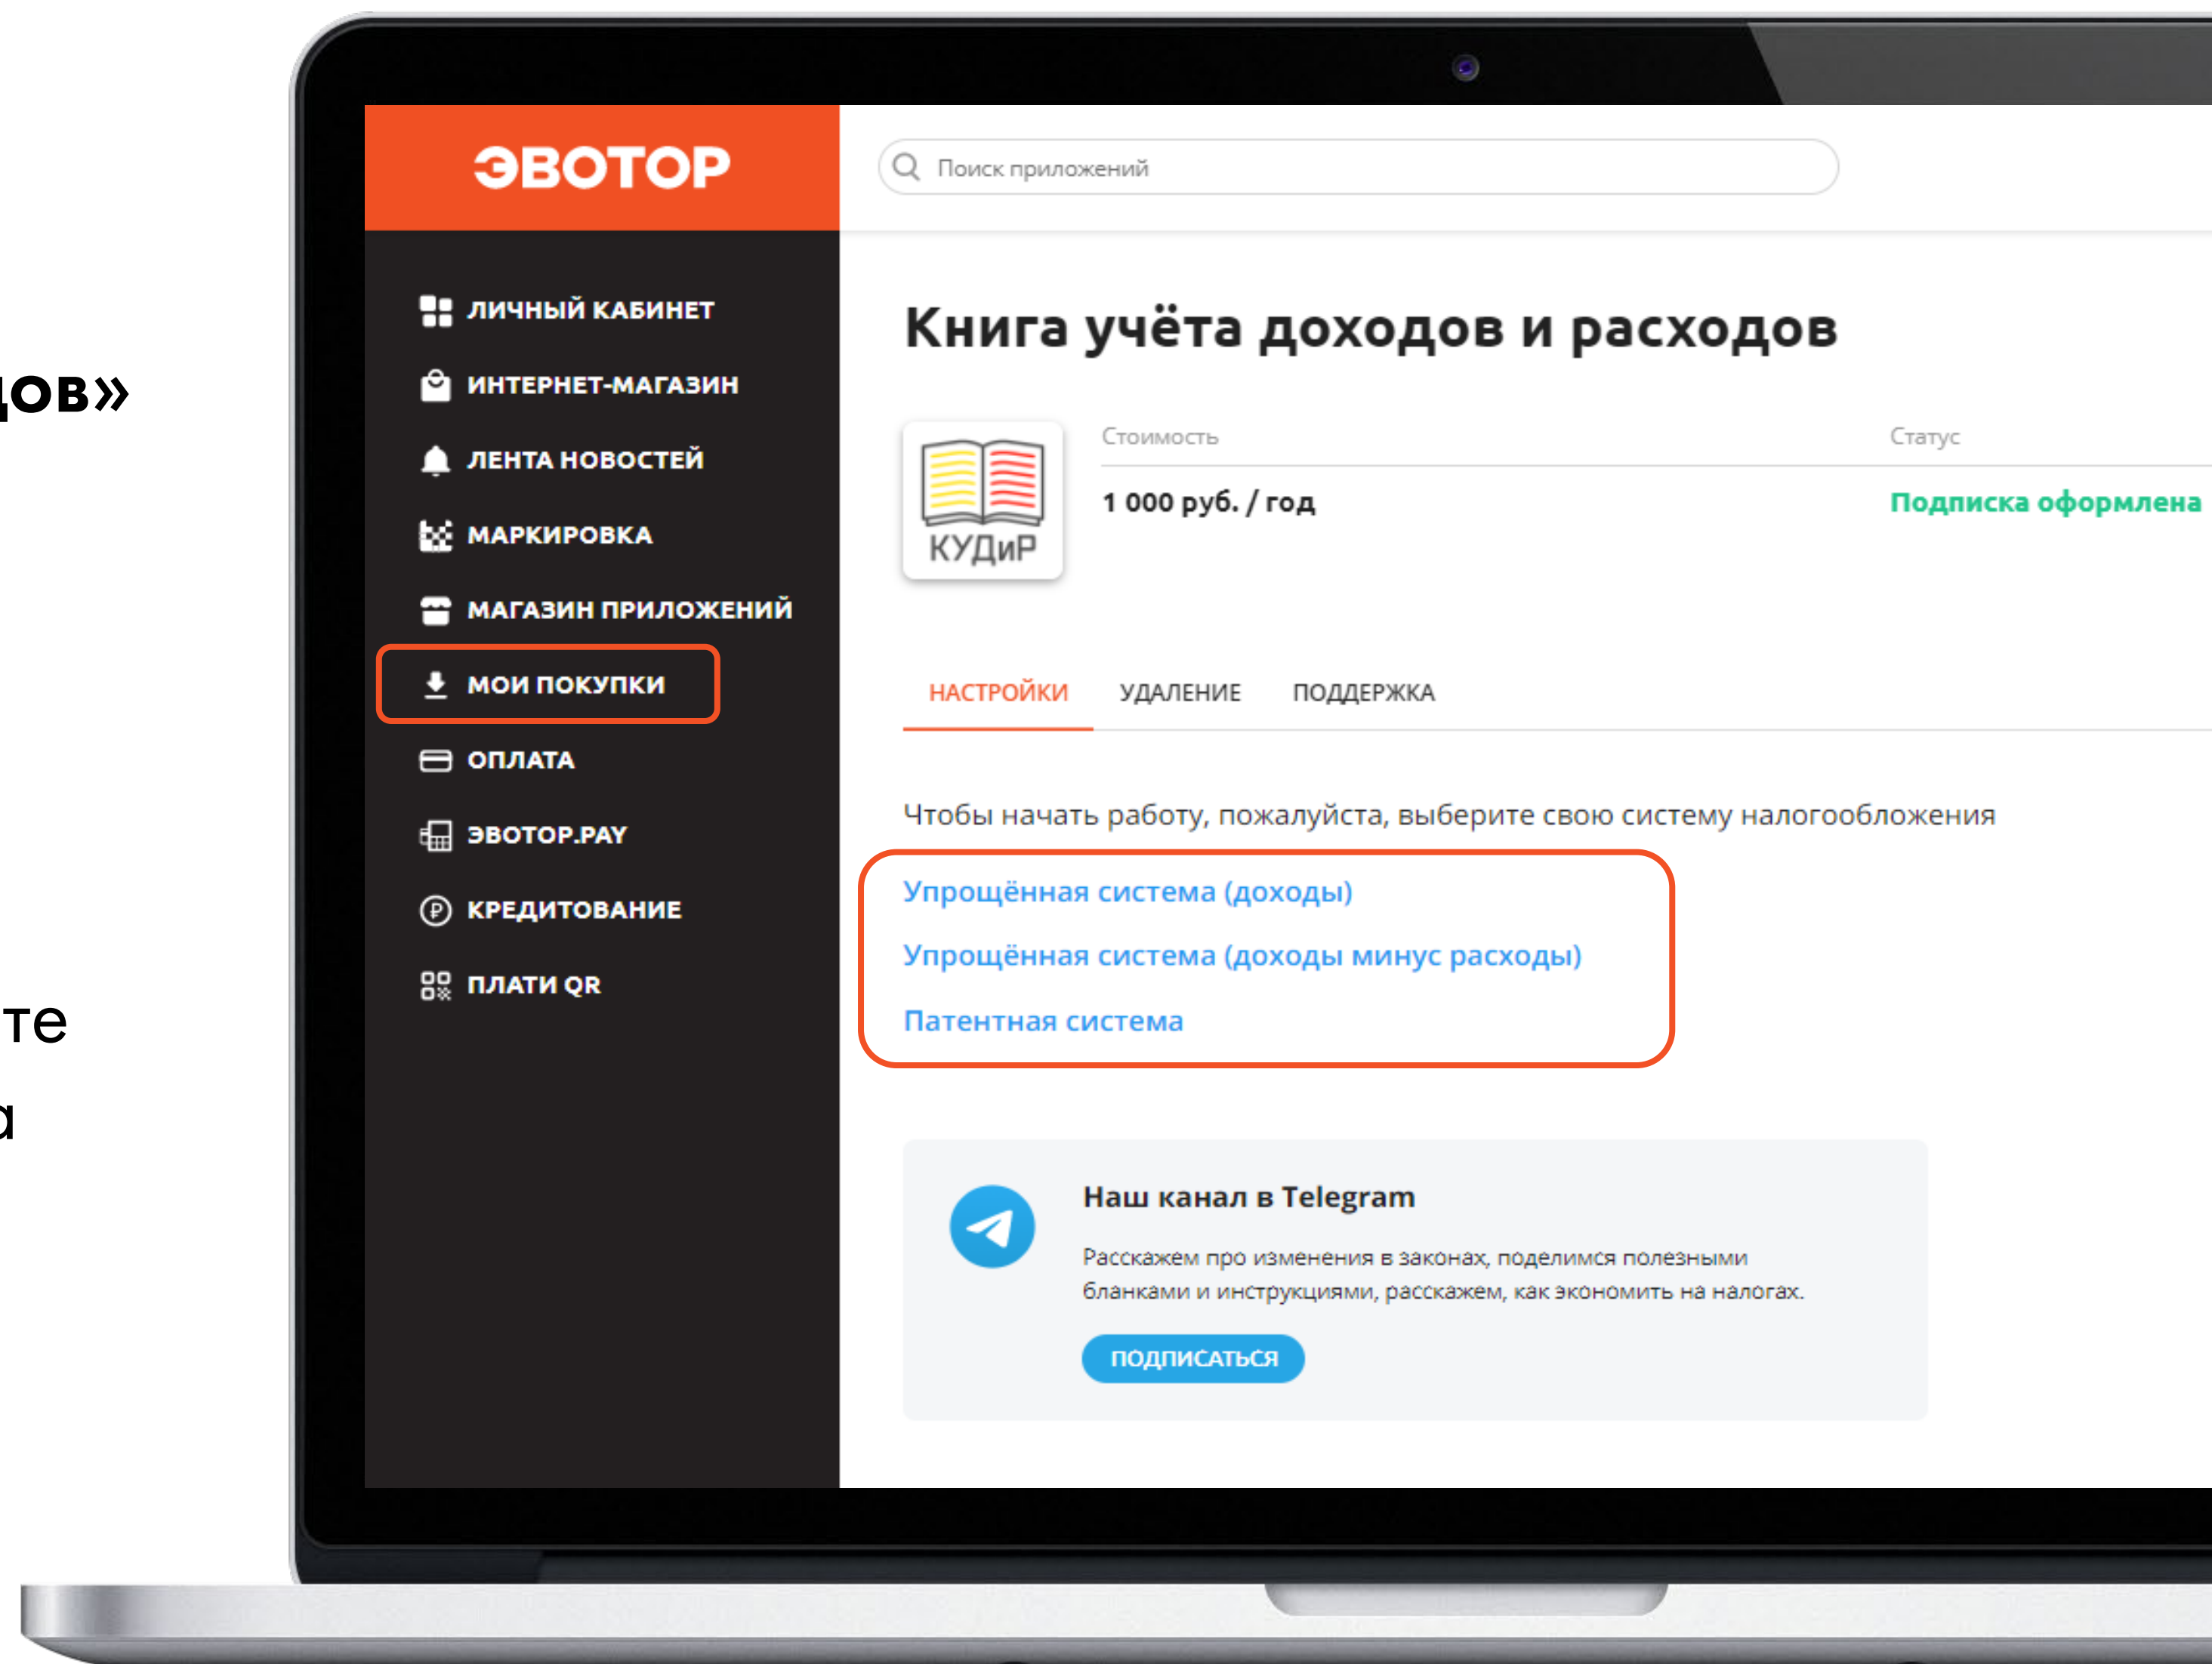 дов»
те
а
ЭВОТОР
Поиск приложений
ЛИЧНЫЙ КАБИНЕТ
ИНТЕРНЕТ-МАГАЗИН
ЛЕНТА НОВОСТЕЙ
МАРКИРОВКА
МАГАЗИН ПРИЛОЖЕНИЙ
МОИ ПОКУПКИ
ОПЛАТА
ЭВОТОР.PAY
КРЕДИТОВАНИЕ
ПЛАТИ QR
Книга учёта доходов и расходов
КУДиР
Стоимость
Статус
1 000 руб. / год
Подписка оформлена
НАСТРОЙКИ УДАЛЕНИЕ ПОДДЕРЖКА
Чтобы начать работу, пожалуйста, выберите свою систему налогообложения
Упрощённая система (доходы)
Упрощённая система (доходы минус расходы)
Патентная система
Наш канал в Telegram
Расскажем про изменения в законах, поделимся полезными
бланками и инструкциями, расскажем, как экономить на налогах.
ПОДПИСАТЬСЯ